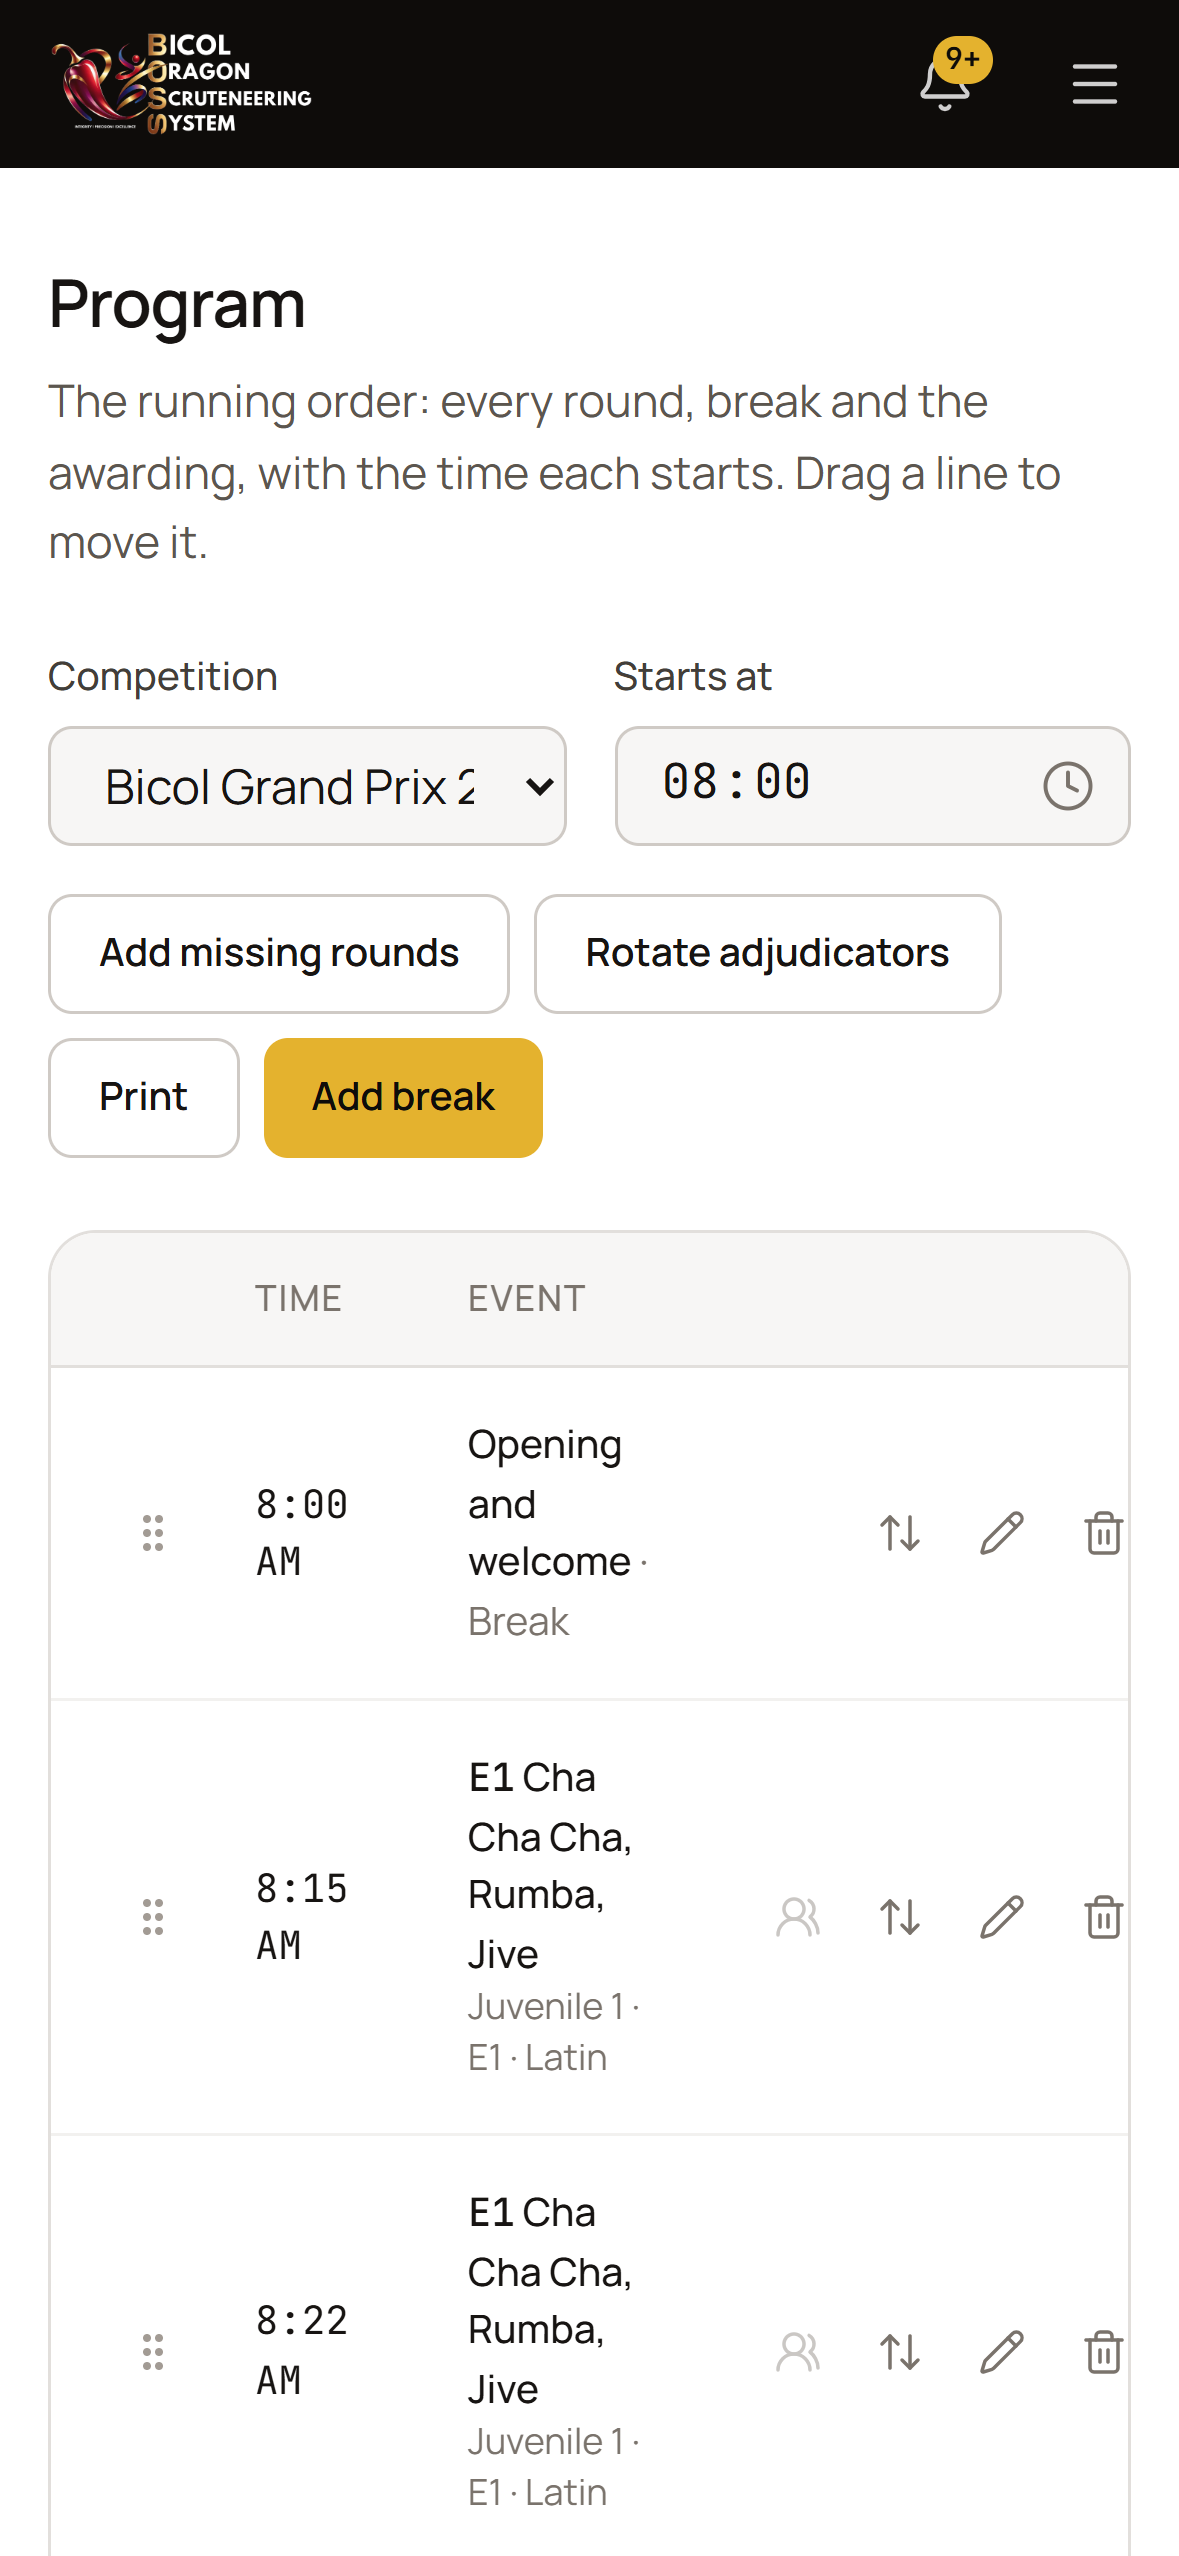 BICOL
DRAGON
SCRUTENEERING
SYSTEM
INTEGRITY | PRECISION | EXCELLENCE
9+
Program
The running order: every round, break and the
awarding, with the time each starts. Drag a line to
move it.
Competition
Starts at
Bicol Grand Prix 2
08:00
Add missing rounds
Rotate adjudicators
Print
Add break
TIME
EVENT
8:00
AM
Opening
and
welcome ·
Break
8:15
AM
E1 Cha
Cha Cha,
Rumba,
Jive
Juvenile 1 ·
E1 · Latin
8:22
AM
E1 Cha
Cha Cha,
Rumba,
Jive
Juvenile 1 ·
E1 · Latin